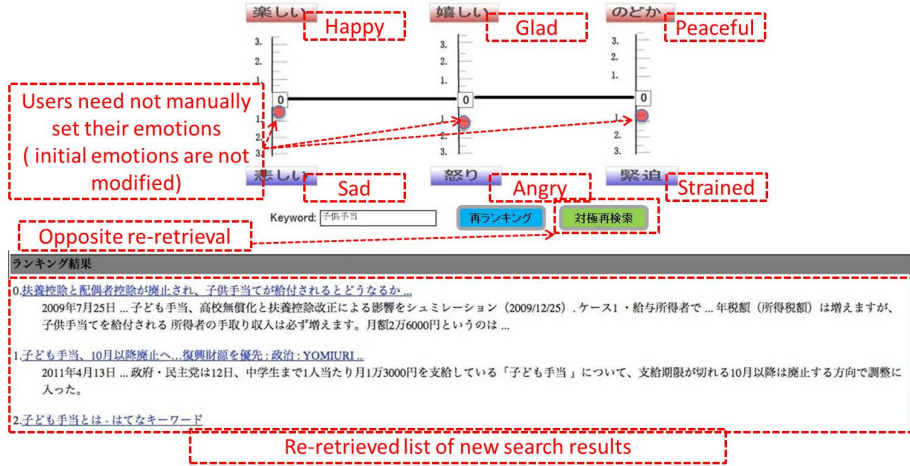 楽しい 嬉しい のどか
Happy Glad Peaceful
3. 3. 3.
2. 2. 2.
1. 1. 1.
0 0 0
1. 1. 1.
2. 2. 2.
3. 3. 3.
Users need not manually
set their emotions
( initial emotions are not
modified)
悲しい 怒り 緊迫
Sad Angry Strained
Keyword: 子供手当 再ランキング 対極再検索
Opposite re-retrieval
ランキング結果
0.扶養控除と配偶者控除が廃止され、子供手当てが給付されるとどうなるか ...
2009年7月25日 ... 子ども手当、高校無償化と扶養控除改正による影響をシュミレーション（2009/12/25）. ケース1 ・給与所得者で ... 年税額（所得税額）は増えますが、
子供手当てを給付される 所得者の手取り収入は必ず増えます。月額2万6000円というのは ...
1.子ども手当、10月以降廃止へ…復興財源を優先 : 政治 : YOMIURI ...
2011年4月13日 ... 政府・民主党は12日、中学生まで1人当たり月1万3000円を支給している「子ども手当 」について、支給期限が切れる10月以降は廃止する方向で調整に
入った。
2.子ども手当とは - はてなキーワード
Re-retrieved list of new search results